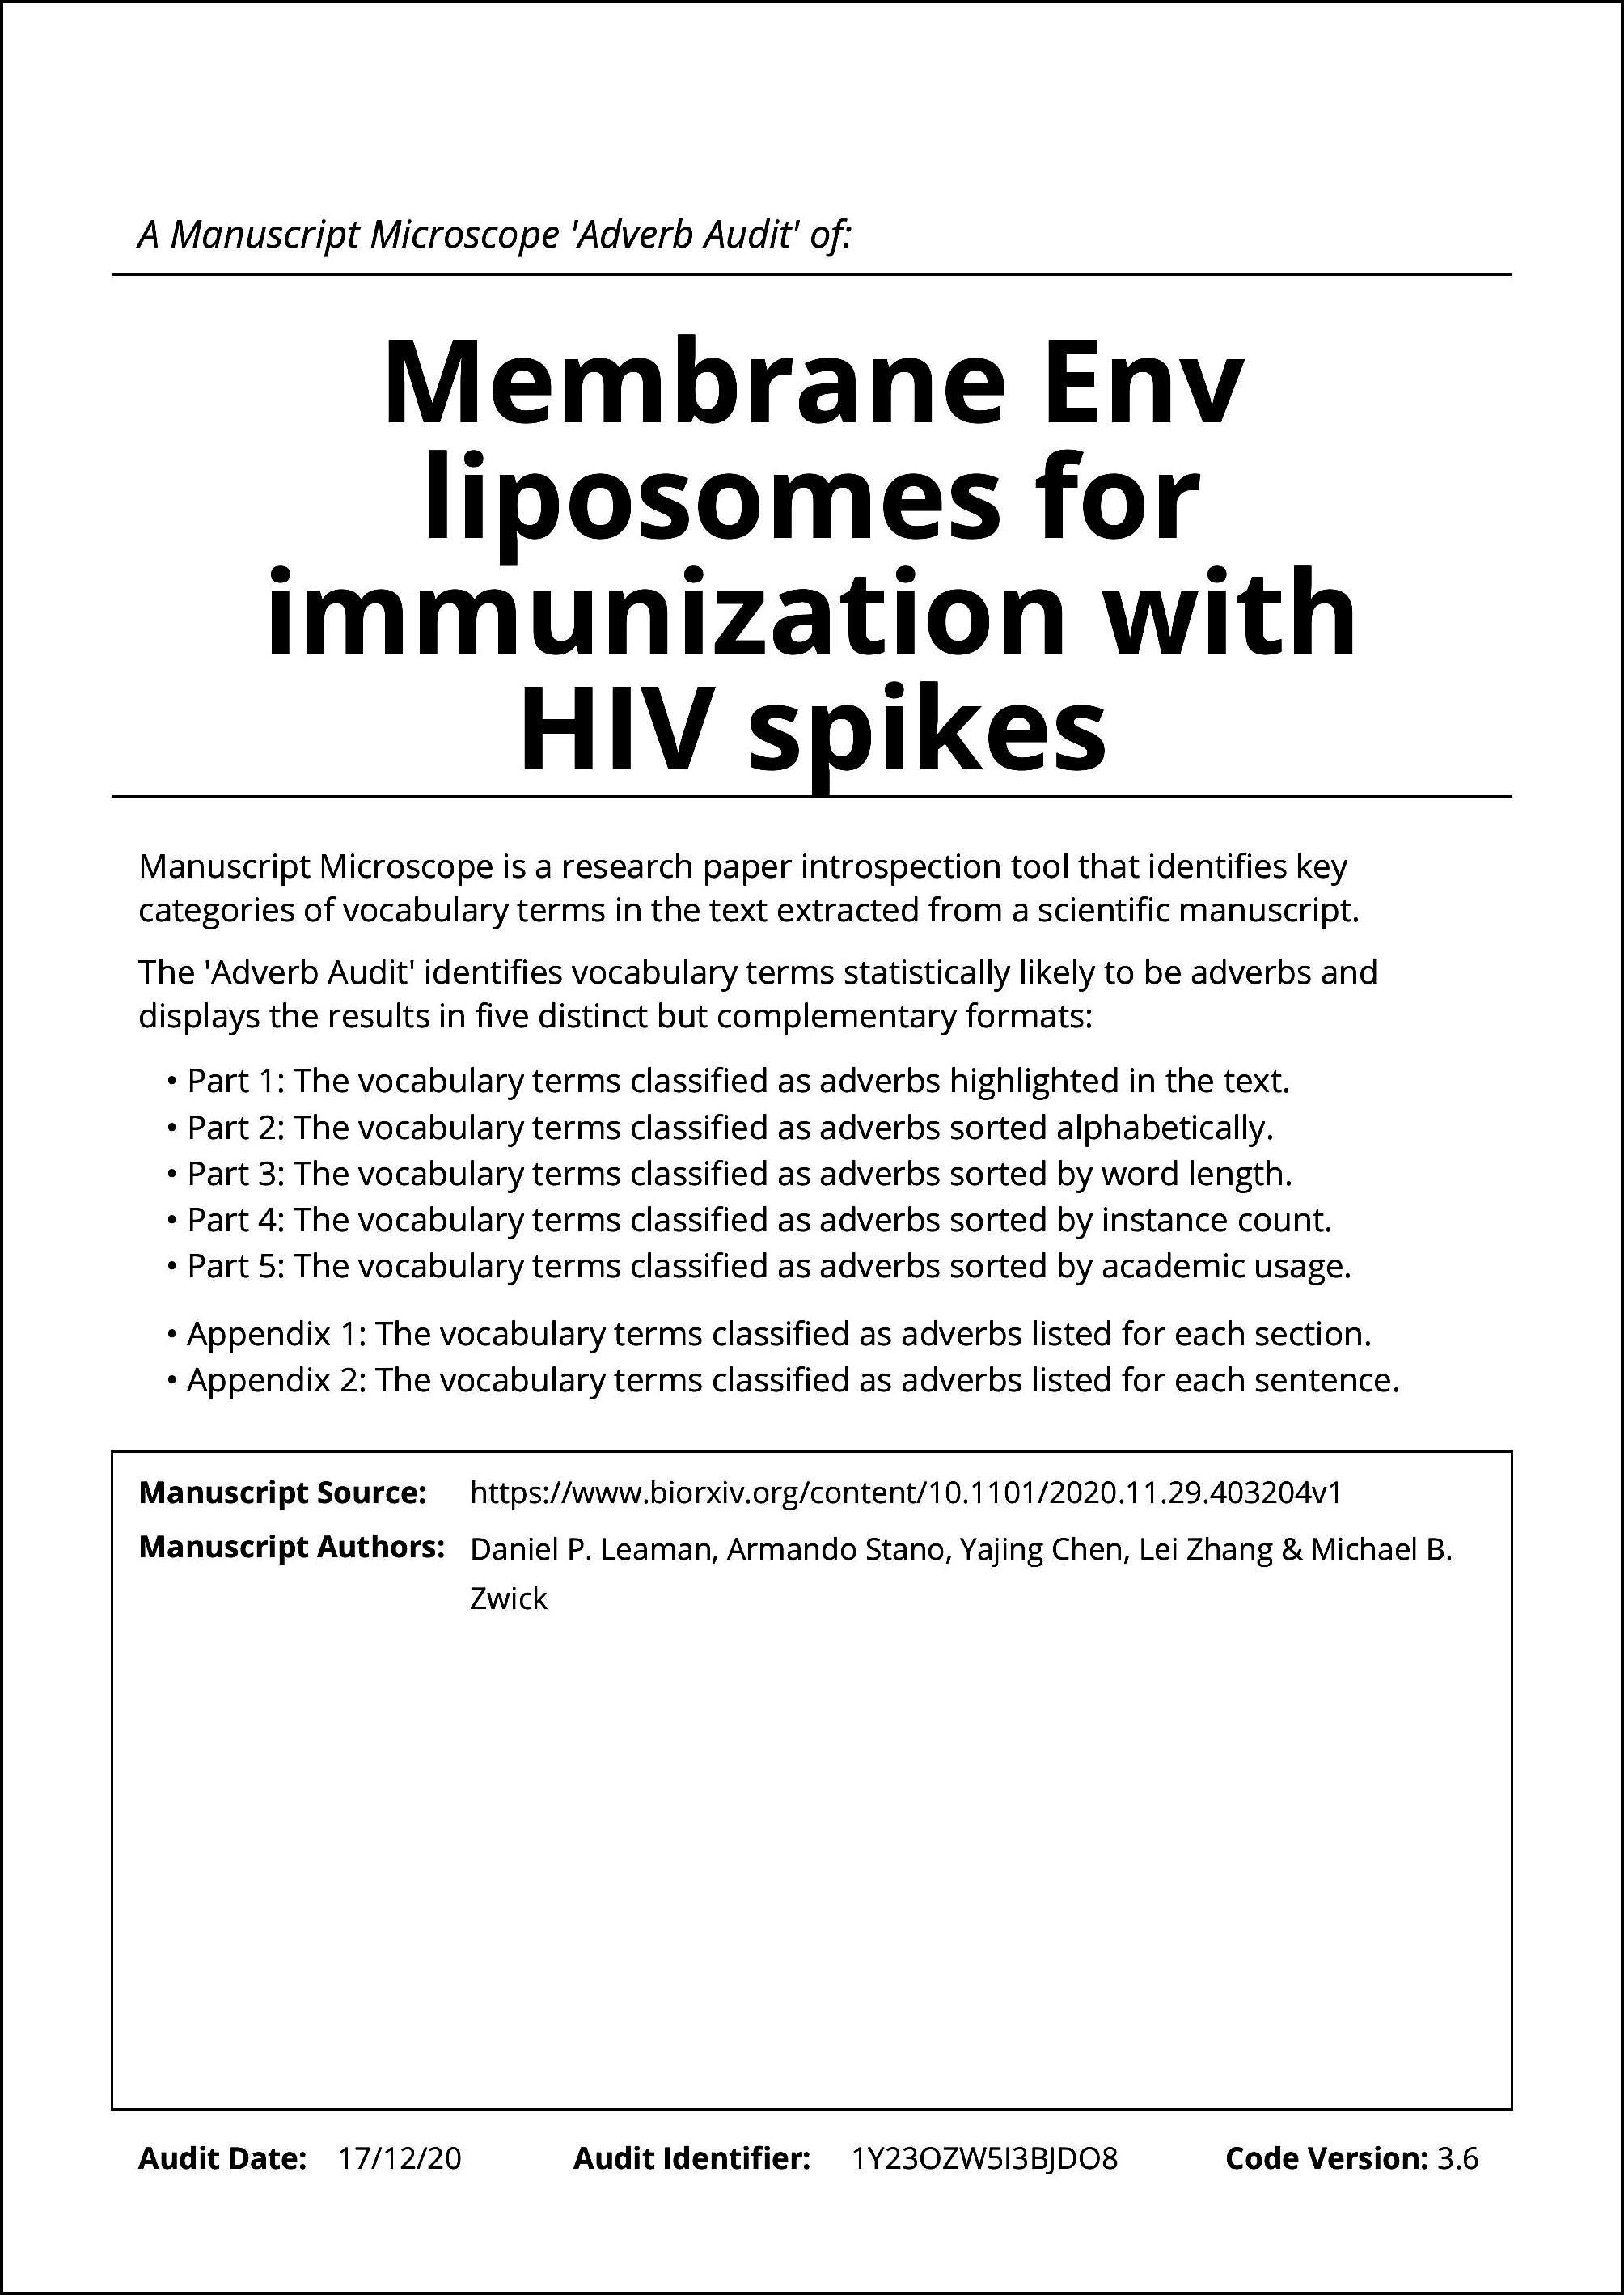 A Manuscript Microscope 'Adverb Audit' of:
Membrane Env
liposomes for
immunization with
HIV spikes
Manuscript Microscope is a research paper introspection tool that identifies key
categories of vocabulary terms in the text extracted from a scientific manuscript.
The 'Adverb Audit' identifies vocabulary terms statistically likely to be adverbs and
displays the results in five distinct but complementary formats:
• Part 1: The vocabulary terms classified as adverbs highlighted in the text.
• Part 2: The vocabulary terms classified as adverbs sorted alphabetically.
• Part 3: The vocabulary terms classified as adverbs sorted by word length.
• Part 4: The vocabulary terms classified as adverbs sorted by instance count.
• Part 5: The vocabulary terms classified as adverbs sorted by academic usage.
• Appendix 1: The vocabulary terms classified as adverbs listed for each section.
• Appendix 2: The vocabulary terms classified as adverbs listed for each sentence.
Manuscript Source: https://www.biorxiv.org/content/10.1101/2020.11.29.403204v1
Manuscript Authors: Daniel P. Leaman, Armando Stano, Yajing Chen, Lei Zhang & Michael B.
Zwick
Audit Date: 17/12/20 Audit Identifier: 1Y23OZW5I3BJDO8 Code Version: 3.6